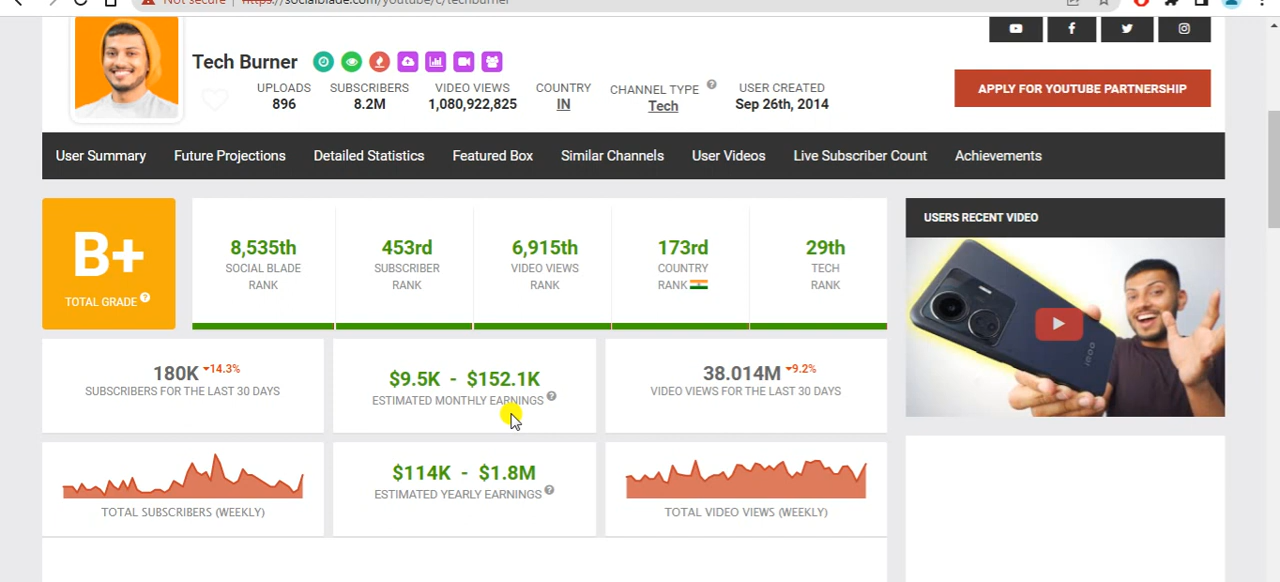 Not secure | https://socialblade.com/youtube/c/techburner
Tech Burner
UPLOADS
896
SUBSCRIBERS
8.2M
VIDEO VIEWS
1,080,922,825
COUNTRY
IN
CHANNEL TYPE ?
Tech
USER CREATED
Sep 26th, 2014
APPLY FOR YOUTUBE PARTNERSHIP
User Summary
Future Projections
Detailed Statistics
Featured Box
Similar Channels
User Videos
Live Subscriber Count
Achievements
B+
TOTAL GRADE ?
8,535th
SOCIAL BLADE
RANK
453rd
SUBSCRIBER
RANK
6,915th
VIDEO VIEWS
RANK
173rd
COUNTRY
RANK
29th
TECH
RANK
USERS RECENT VIDEO
iQOO
180K 14.3%
SUBSCRIBERS FOR THE LAST 30 DAYS
$9.5K - $152.1K
ESTIMATED MONTHLY EARNINGS ?
38.014M 9.2%
VIDEO VIEWS FOR THE LAST 30 DAYS
TOTAL SUBSCRIBERS (WEEKLY)
$114K - $1.8M
ESTIMATED YEARLY EARNINGS ?
TOTAL VIDEO VIEWS (WEEKLY)